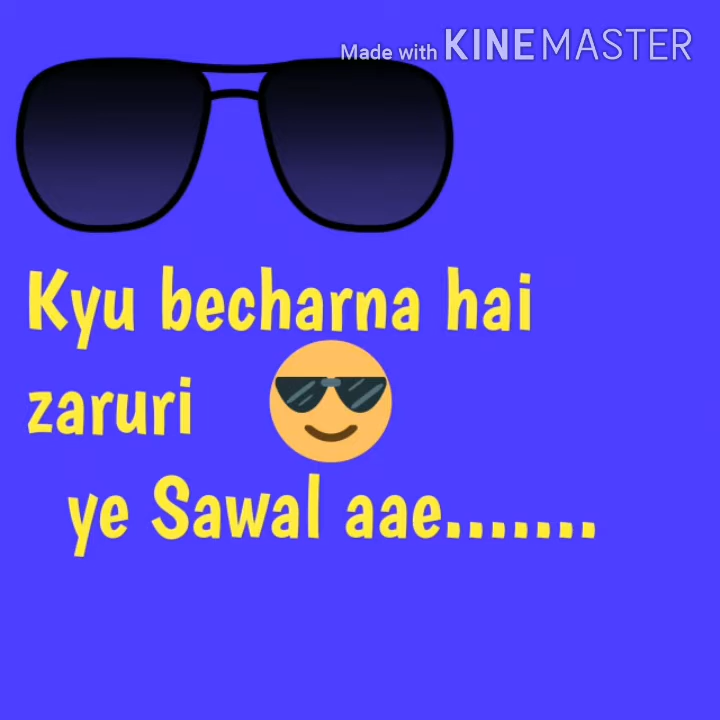 Made with KINEMASTER
Kyu becharna hai
zaruri
ye Sawal aae.......